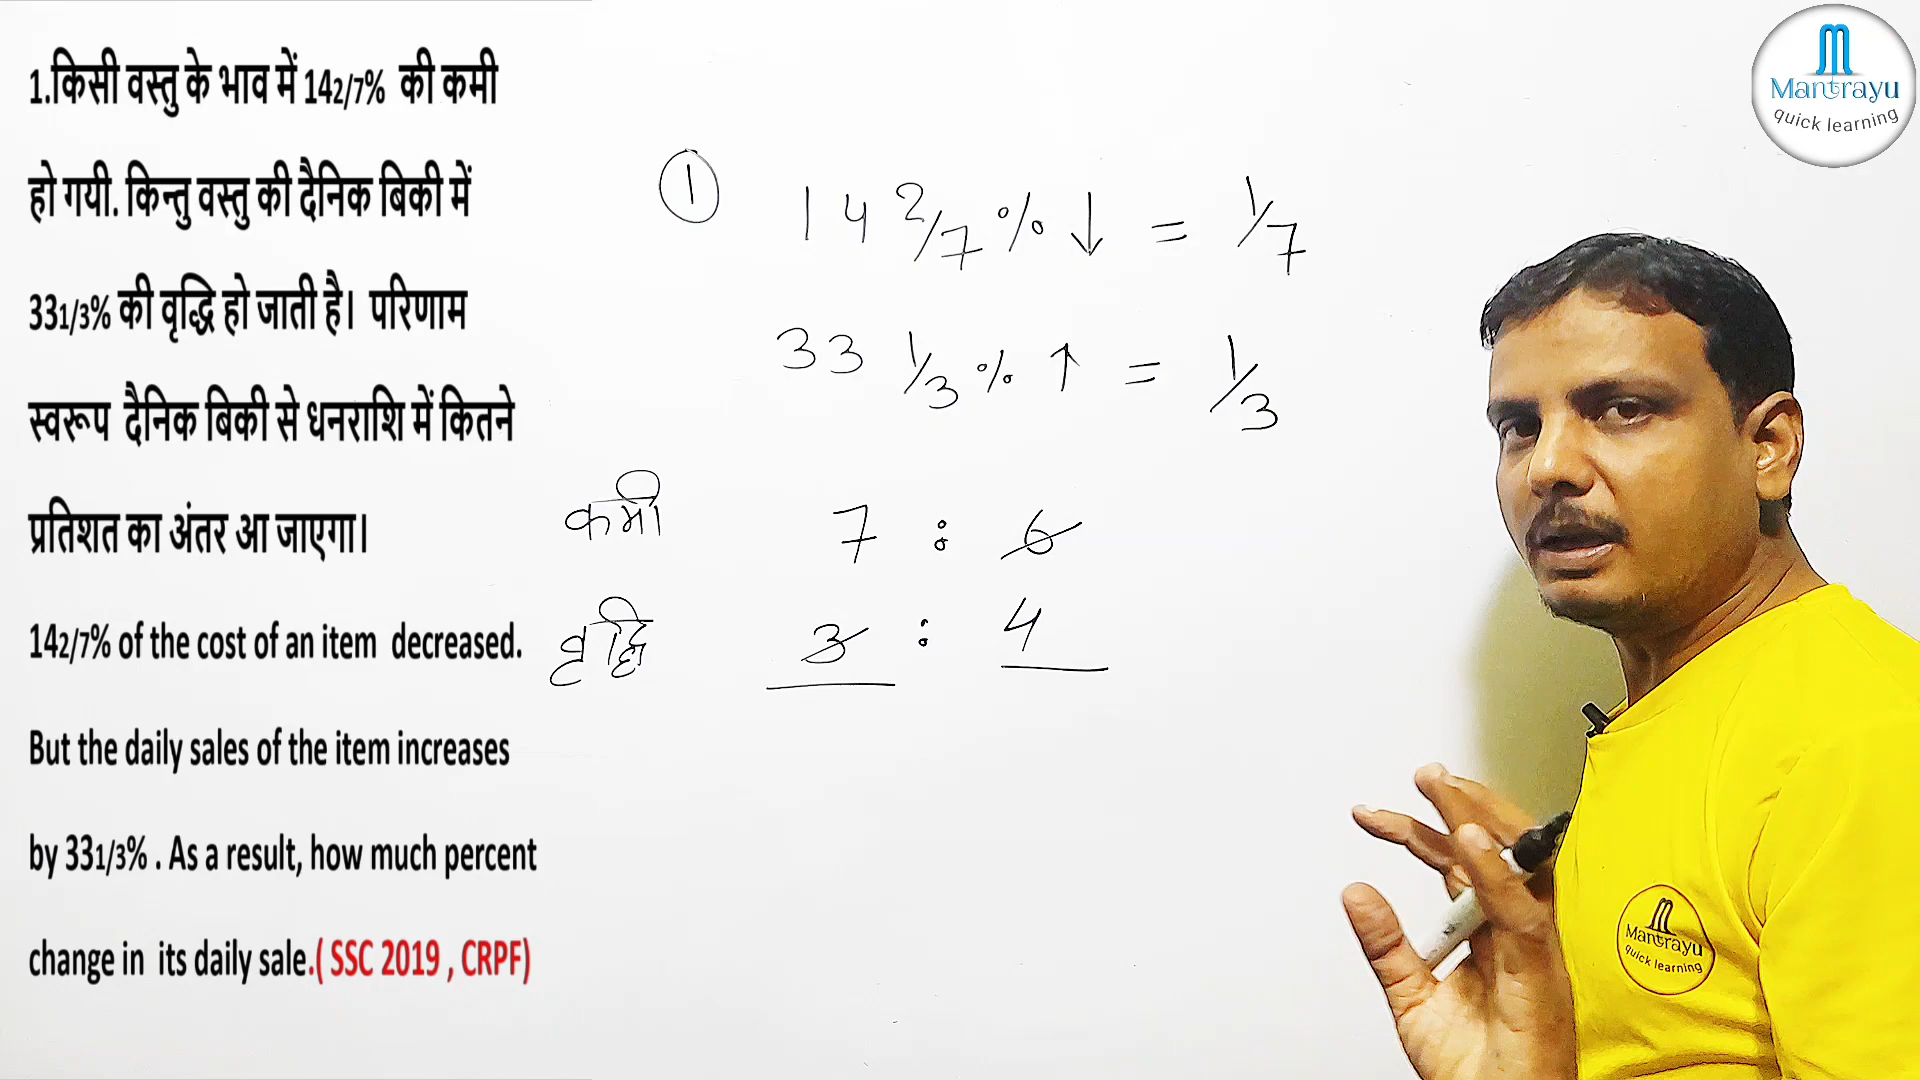 1.किसी वस्तु के भाव में 142/7% की कमी
हो गयी. किन्तु वस्तु की दैनिक बिकी में
331/3% की वृद्धि हो जाती है। परिणाम
स्वरूप दैनिक बिकी से धनराशि में कितने
प्रतिशत का अंतर आ जाएगा।
142/7% of the cost of an item decreased.
But the daily sales of the item increases
by 331/3% . As a result, how much percent
change in its daily sale.( SSC 2019 , CRPF)
1
14 2/7 % ↓ = 1/7
33 1/3 % ↑ = 1/3
कमी 7 : 6
वृद्धि 3 : 4
Mantrayu
quick learning
Mantrayu
quick learning